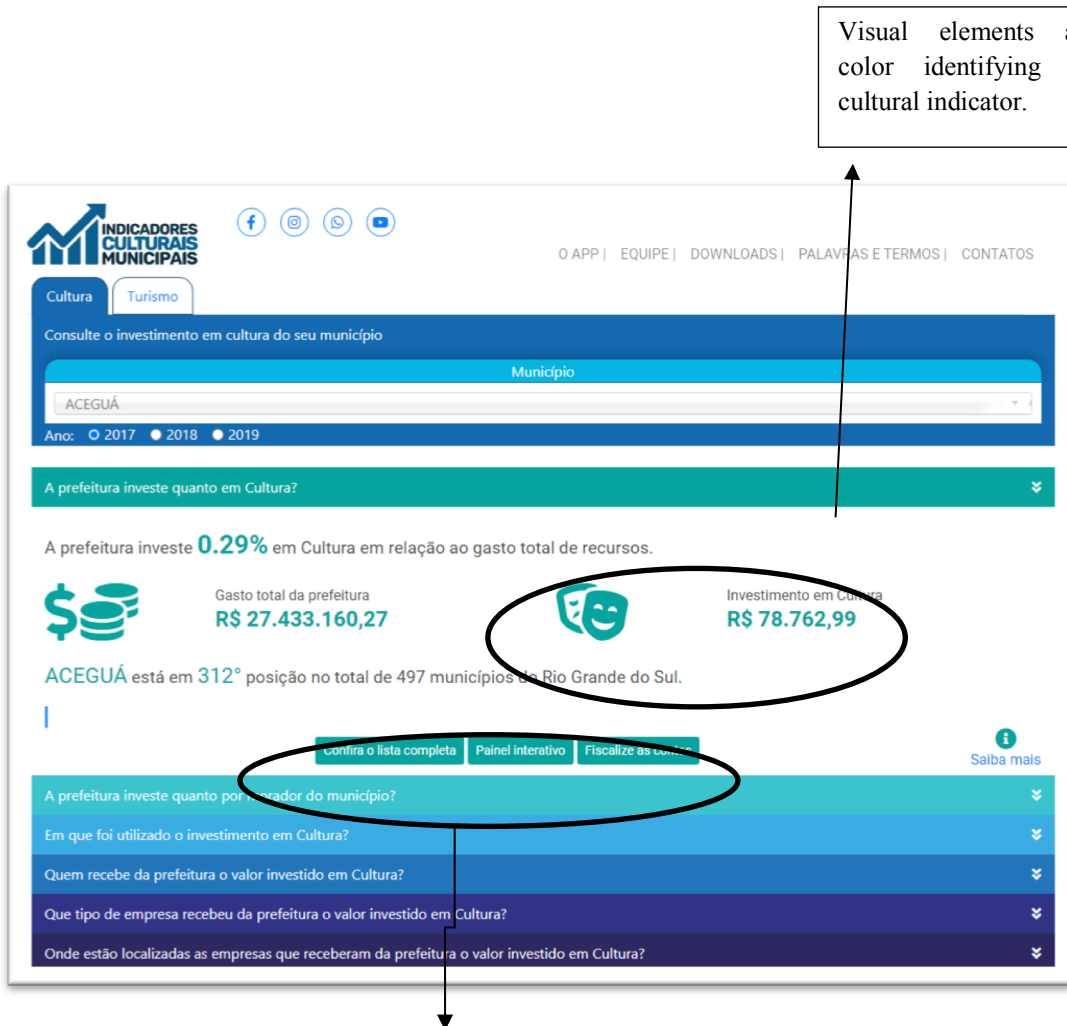 Visual elements
color identifying
cultural indicator.
INDICADORES
CULTURAIS
MUNICIPAIS
O APP | EQUIPE | DOWNLOADS | PALAVRAS E TERMOS | CONTATOS
Cultura Turismo
Consulte o investimento em cultura do seu município
Município
ACEGUÁ
Ano: 2017 2018 2019
A prefeitura investe quanto em Cultura?
A prefeitura investe 0.29% em Cultura em relação ao gasto total de recursos.
Gasto total da prefeitura
R$ 27.433.160,27
Investimento em Cultura
R$ 78.762,99
ACEGUÁ está em 312° posição no total de 497 municípios do Rio Grande do Sul.
Confira o lista completa Painel interativo Fiscalize as contas
Saiba mais
A prefeitura investe quanto por morador do município?
Em que foi utilizado o investimento em Cultura?
Quem recebe da prefeitura o valor investido em Cultura?
Que tipo de empresa recebeu da prefeitura o valor investido em Cultura?
Onde estão localizadas as empresas que receberam da prefeitura o valor investido em Cultura?